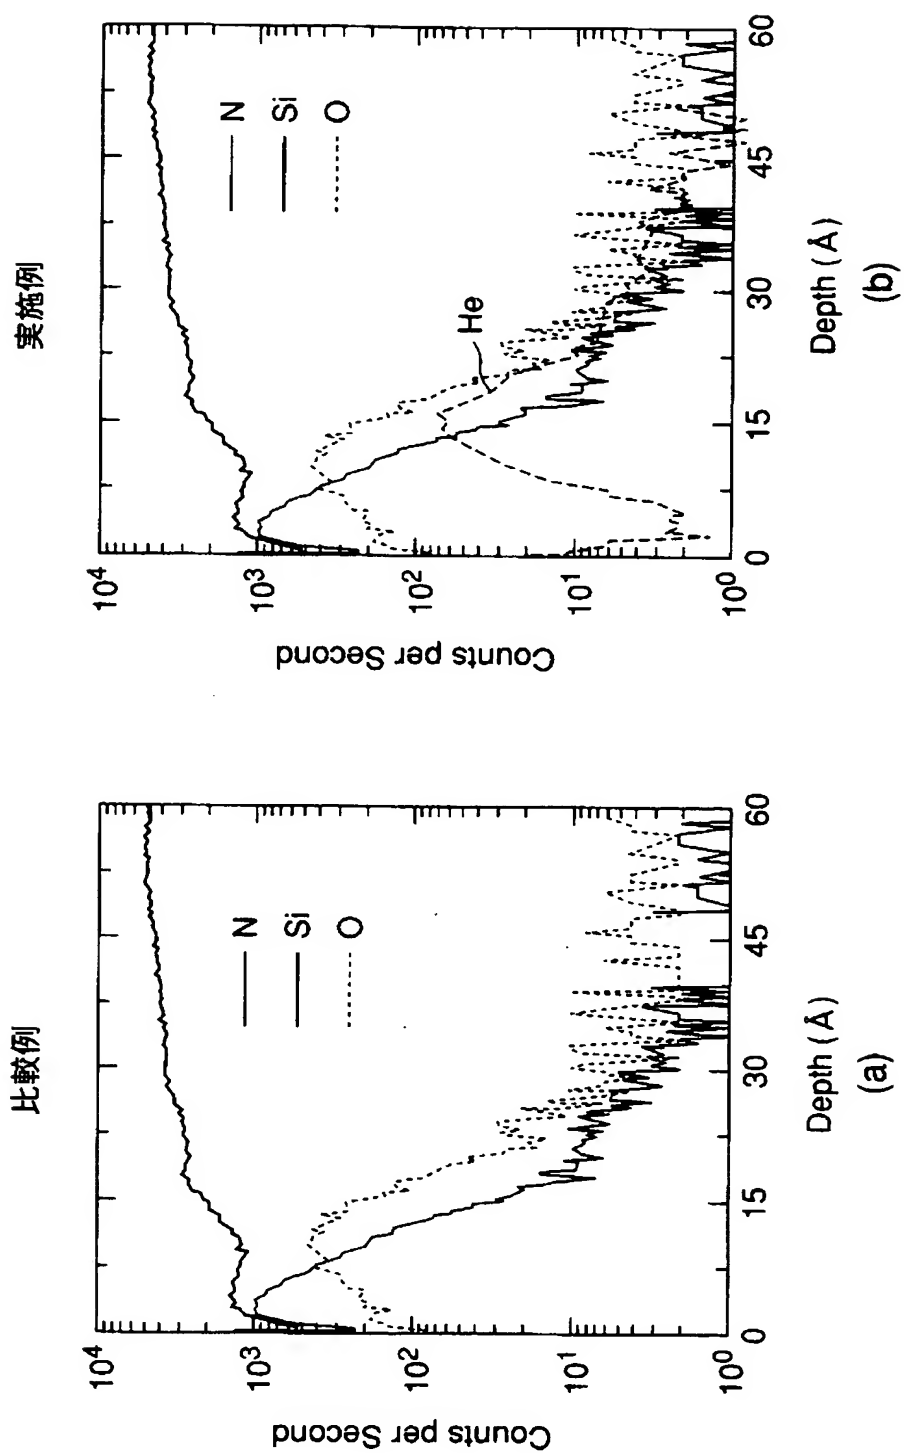 比較例
10⁴
10³
10²
10¹
10⁰
Counts per Second
0
15
30
45
60
Depth (Å)
N
Si
O
(a)
実施例
10⁴
10³
10²
10¹
10⁰
Counts per Second
0
15
30
45
60
Depth (Å)
N
Si
O
He
(b)